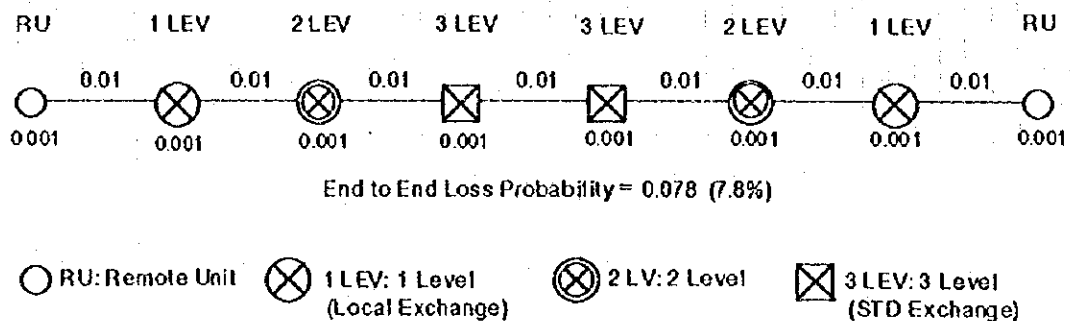 RU 1 LEV 2 LEV 3 LEV 3 LEV 2 LEV 1 LEV RU
0.01 0.01 0.01 0.01 0.01 0.01 0.01
0.001 0.001 0.001 0.001 0.001 0.001 0.001 0.001
End to End Loss Probability = 0.078 (7.8%)
RU: Remote Unit
1 LEV: 1 Level
(Local Exchange)
2 LV: 2 Level
3 LEV: 3 Level
(STD Exchange)